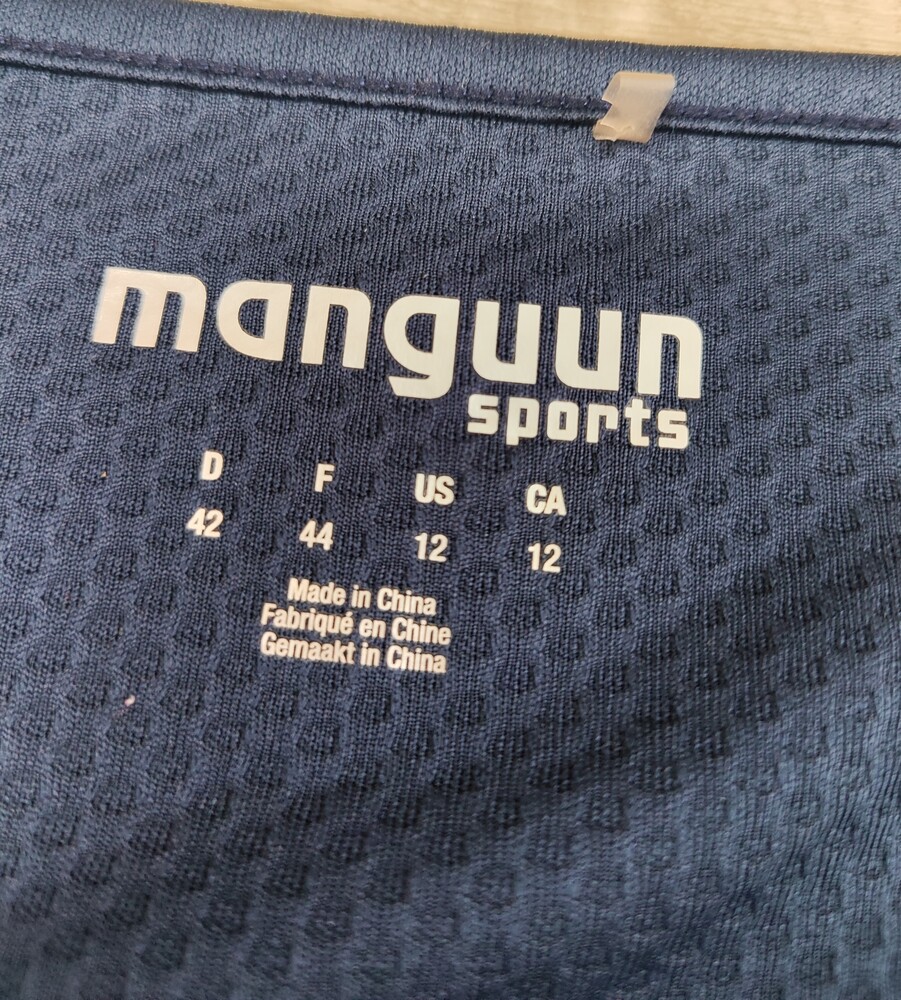 manguun
sports
D F US CA
42 44 12 12
Made in China
Fabriqué en Chine
Gemaakt in China